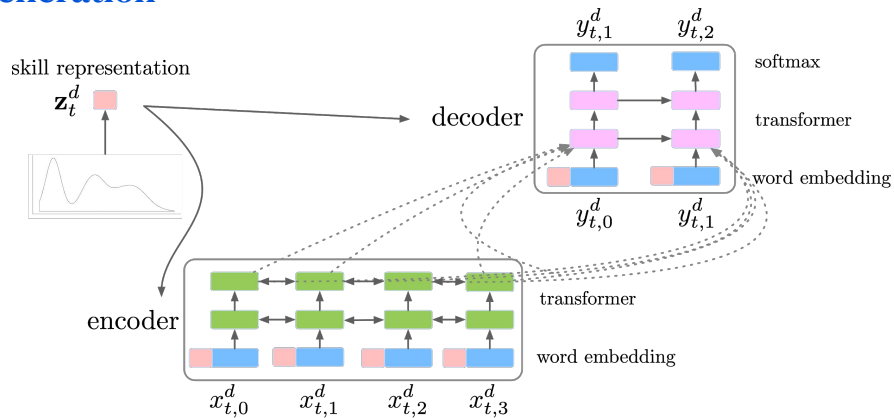 eneration
skill representation
z_t^d
decoder
y_{t,1}^d y_{t,2}^d
softmax
transformer
word embedding
y_{t,0}^d y_{t,1}^d
encoder
transformer
word embedding
x_{t,0}^d x_{t,1}^d x_{t,2}^d x_{t,3}^d